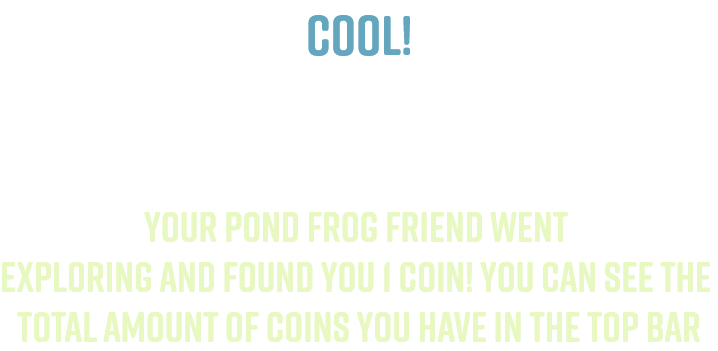 COOL!
YOUR POND FROG FRIEND WENT
EXPLORING AND FOUND YOU 1 COIN! YOU CAN SEE THE
TOTAL AMOUNT OF COINS YOU HAVE IN THE TOP BAR